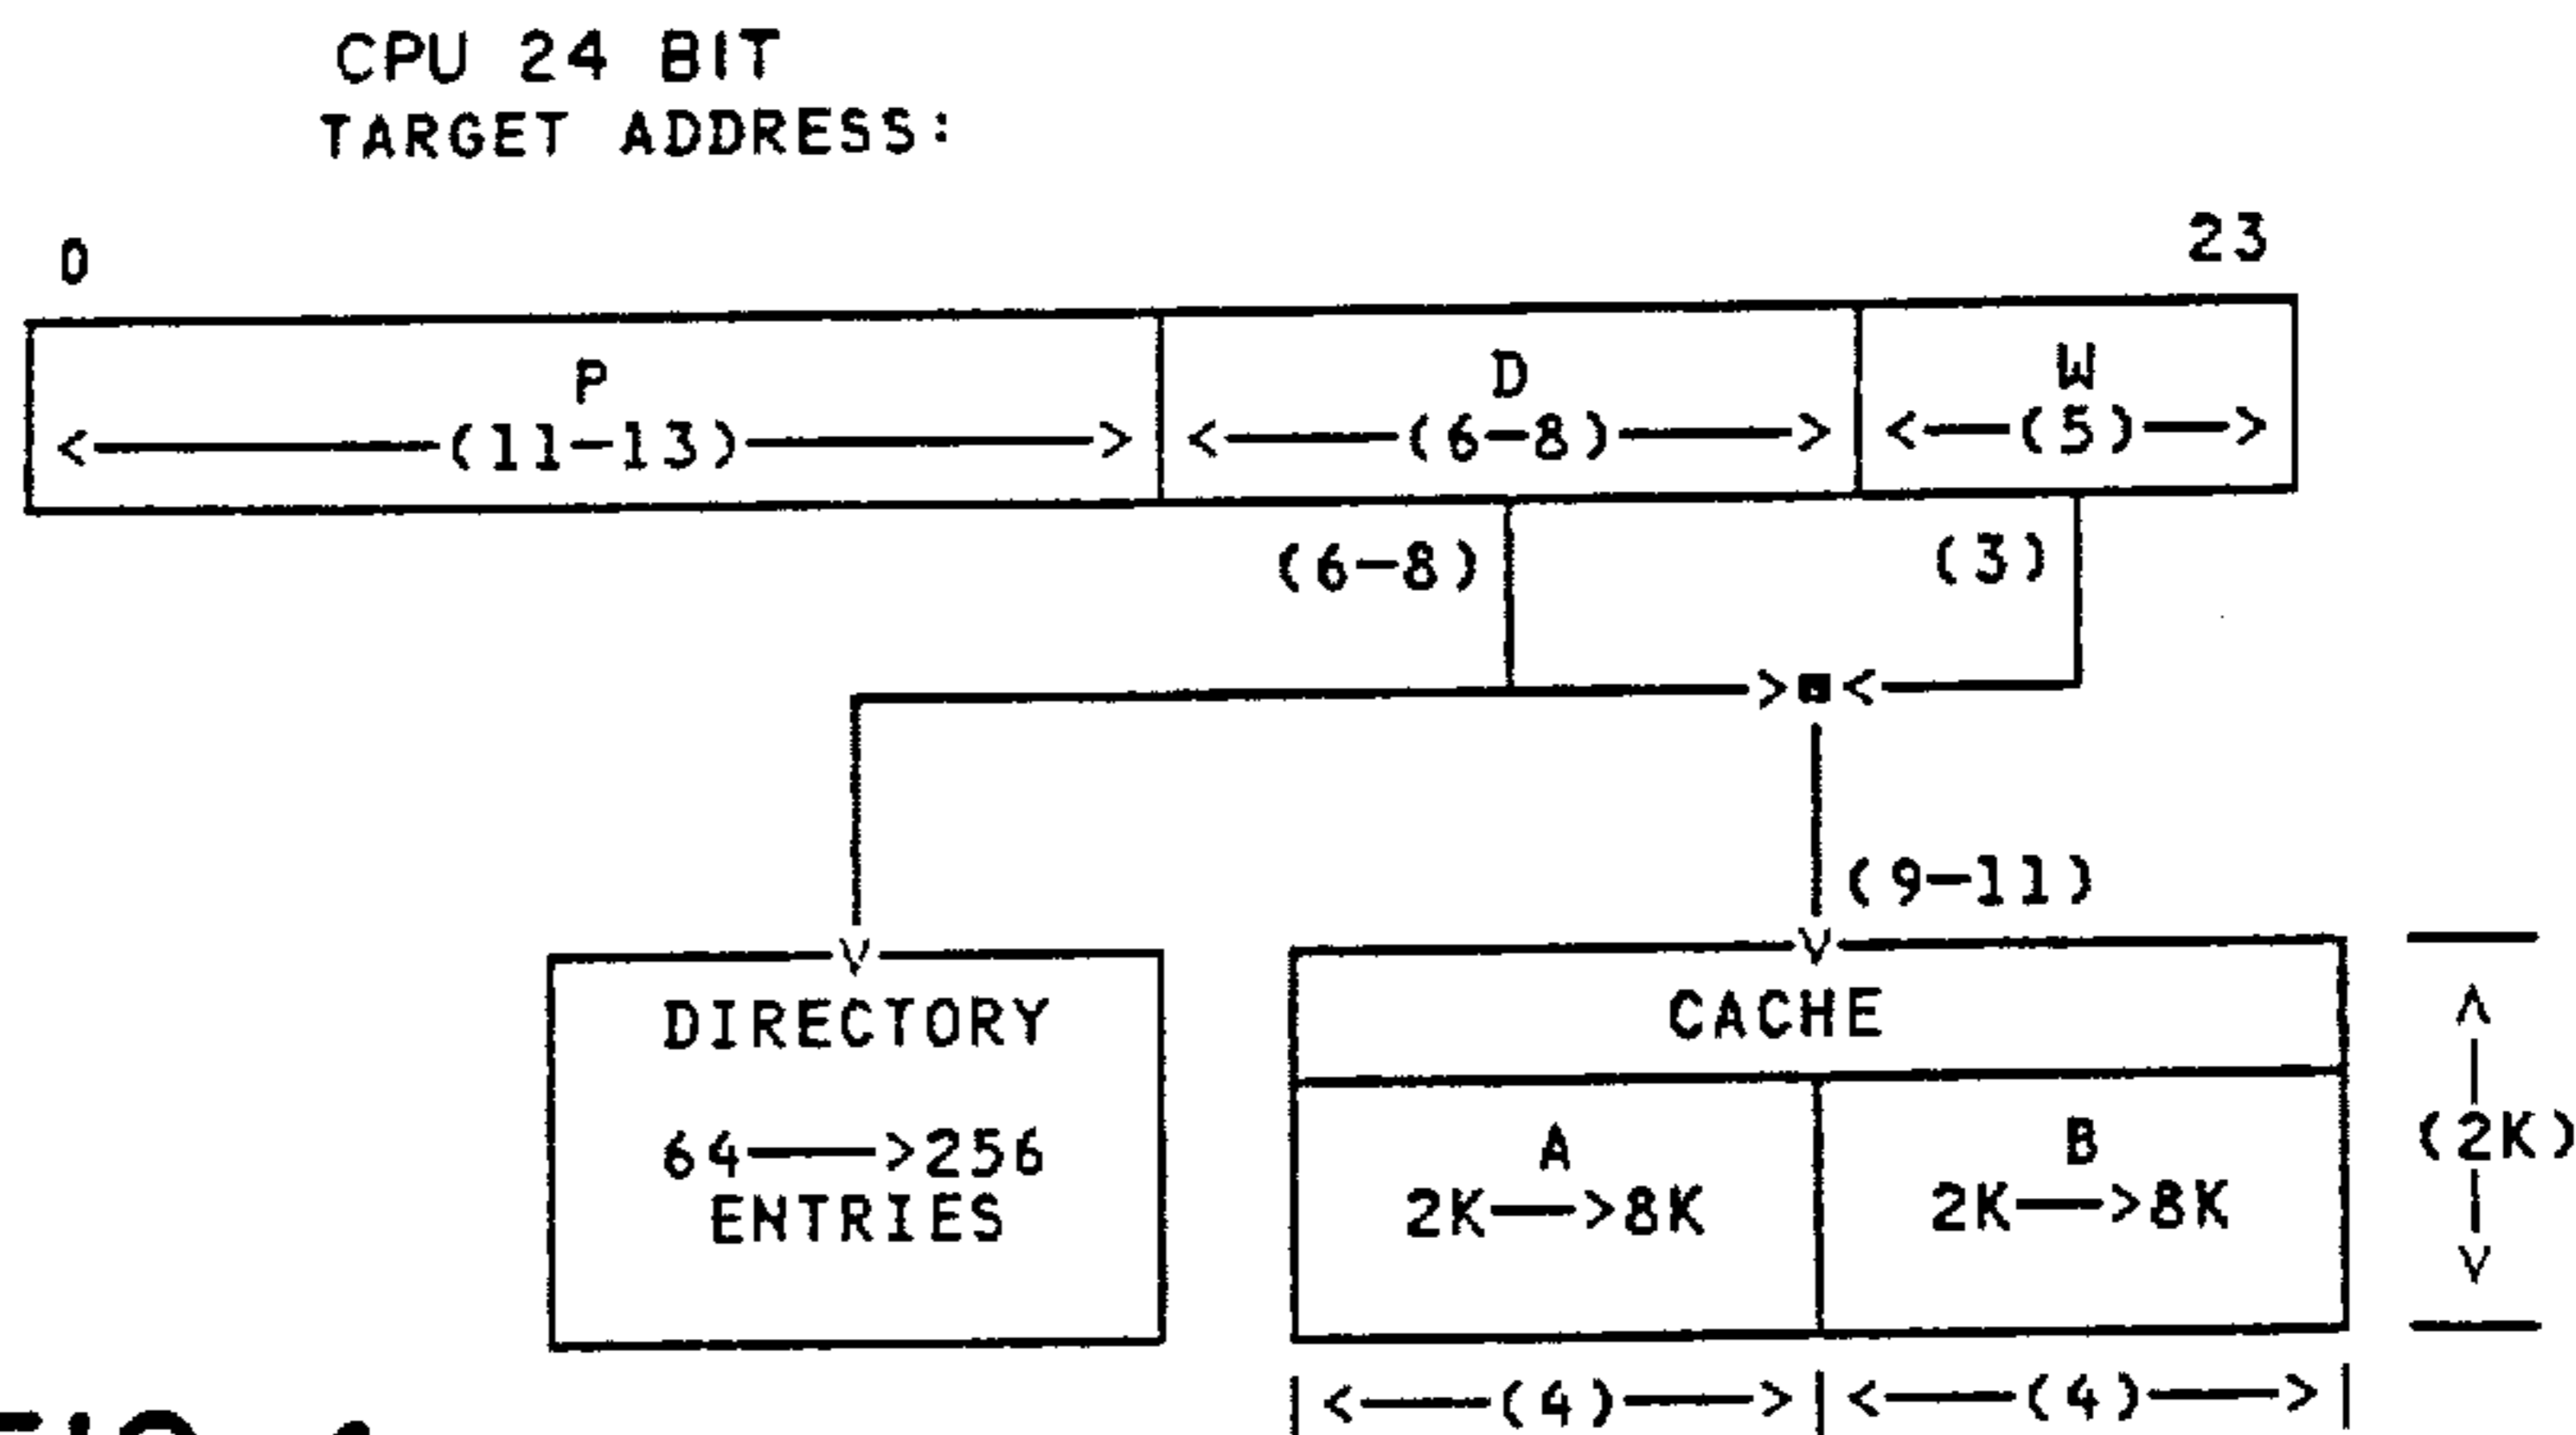 CPU 24 BIT
TARGET ADDRESS:
0 23
P D W
<———(11-13)———> <———(6-8)———> <—(5)—>
(6-8) (3)
> <
(9-11)
DIRECTORY CACHE
64—>256
ENTRIES
A B
2K—>8K 2K—>8K
(2K)
<——(4)——> <——(4)——>